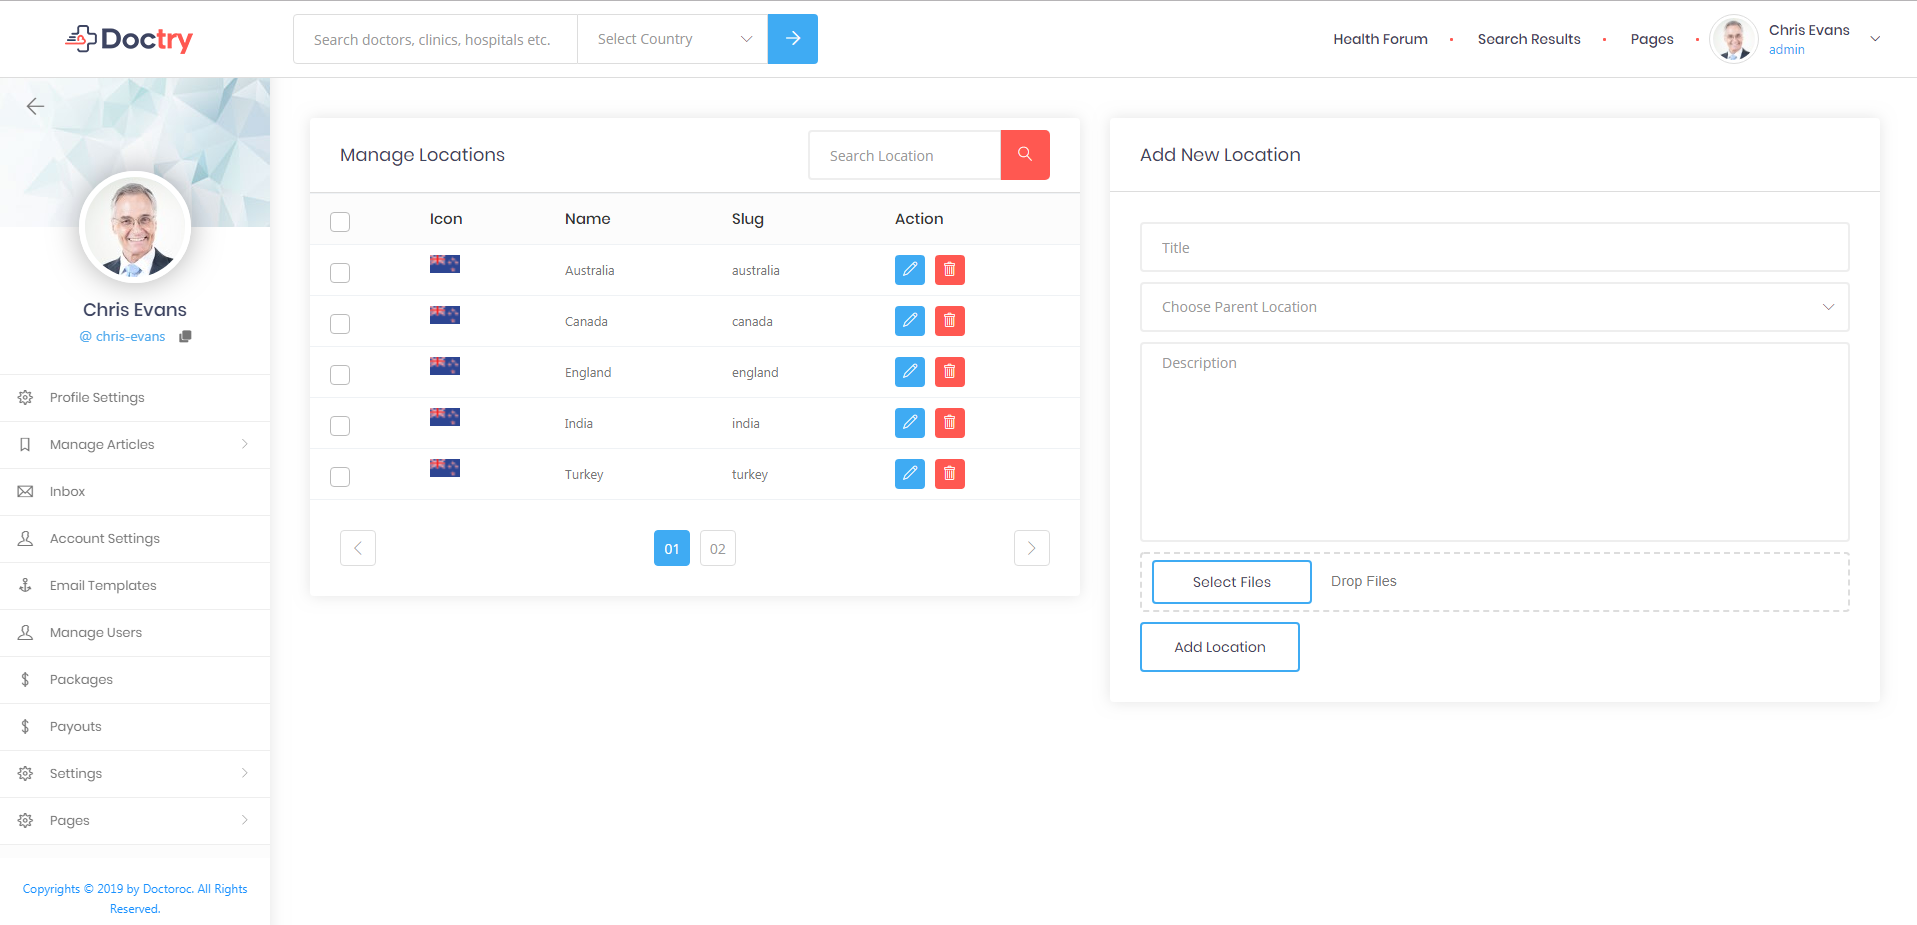 Doctry
Search doctors, clinics, hospitals etc.
Select Country
Health Forum
Search Results
Pages
Chris Evans
admin
Chris Evans
@ chris-evans
Profile Settings
Manage Articles
Inbox
Account Settings
Email Templates
Manage Users
Packages
Payouts
Settings
Pages
Copyrights © 2019 by Doctoroc. All Rights
Reserved.
Manage Locations
Search Location
Icon Name Slug Action
Australia australia
Canada canada
England england
India india
Turkey turkey
01 02
Add New Location
Title
Choose Parent Location
Description
Select Files Drop Files
Add Location